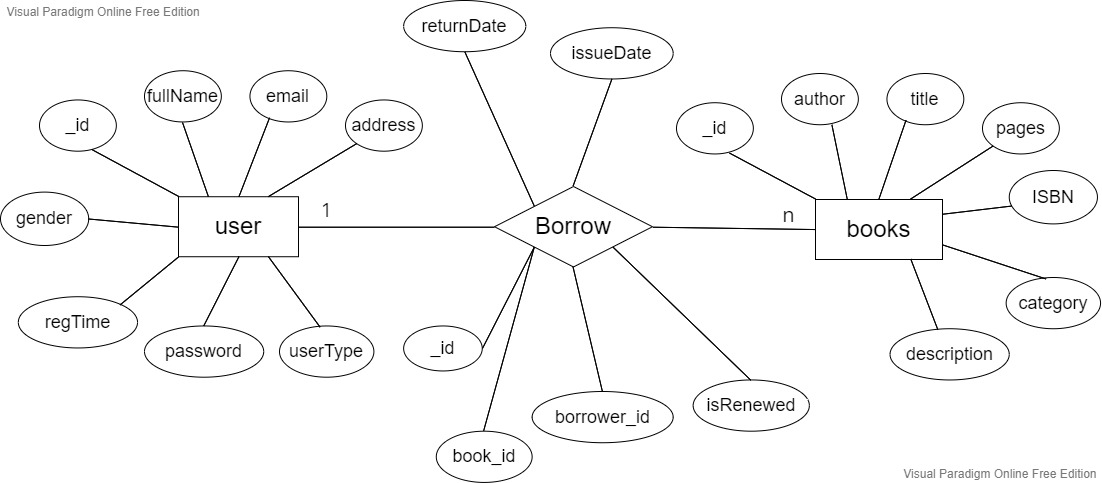 Visual Paradigm Online Free Edition
returnDate
issueDate
fullName
email
_id
address
author
title
_id
pages
gender
user
1
Borrow
n
books
ISBN
regTime
password
userType
_id
category
description
borrower_id
isRenewed
book_id
Visual Paradigm Online Free Edition